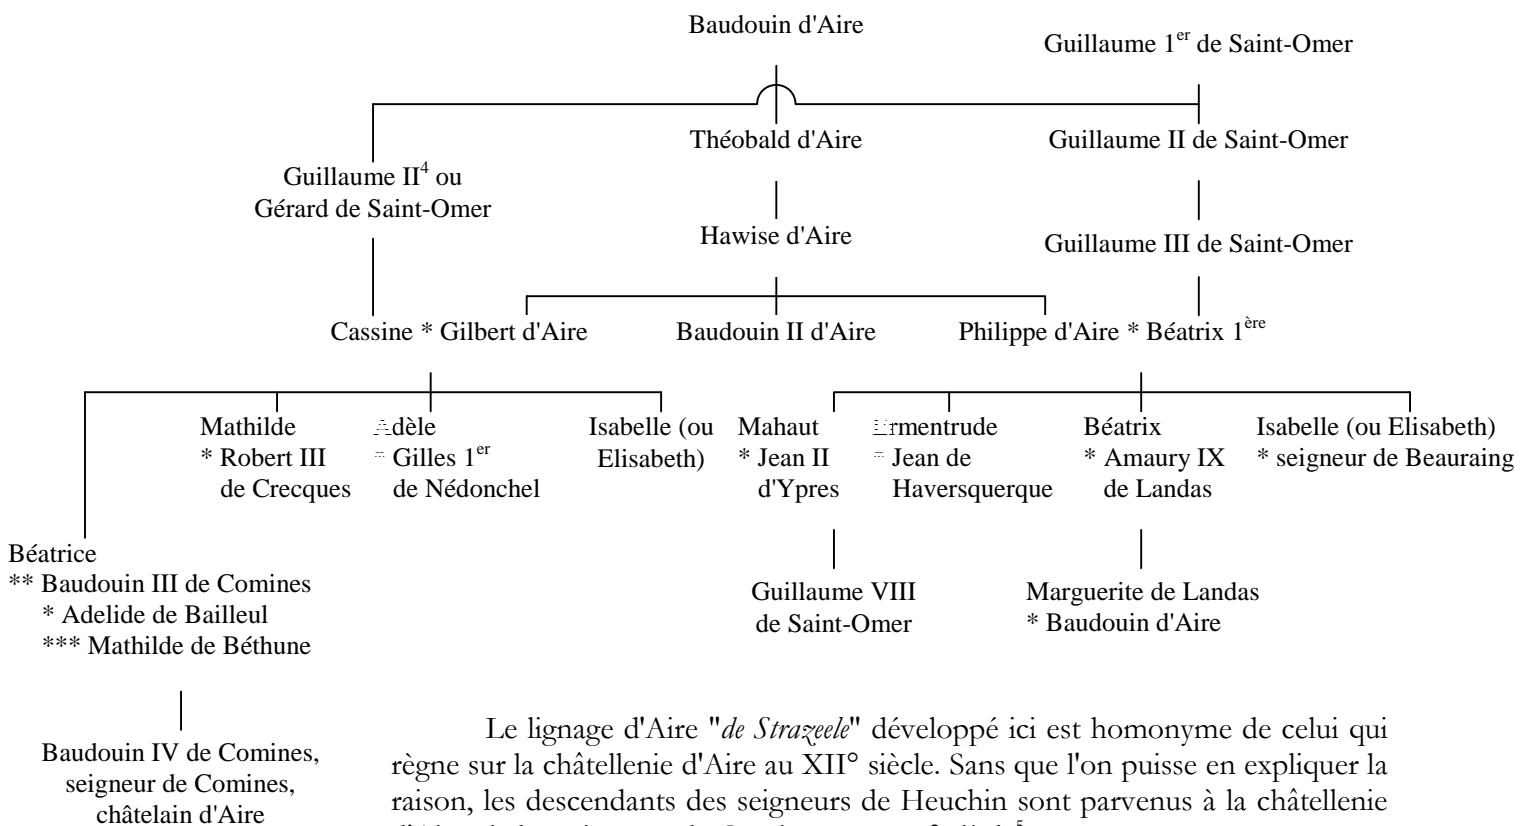 Baudouin d'Aire
Guillaume 1er de Saint-Omer
Théobald d'Aire
Guillaume II de Saint-Omer
Guillaume II4 ou
Gérard de Saint-Omer
Hawise d'Aire
Guillaume III de Saint-Omer
Cassine * Gilbert d'Aire
Baudouin II d'Aire
Philippe d'Aire * Béatrix 1ère
Mathilde
* Robert III
de Crecques
Adèle
* Gilles 1er
de Nédonchel
Isabelle (ou
Elisabeth)
Mahaut
* Jean II
d'Ypres
Ermentrude
* Jean de
Haversquerque
Béatrix
* Amaury IX
de Landas
Isabelle (ou Elisabeth)
* seigneur de Beauraing
Béatrice
** Baudouin III de Comines
* Adelide de Bailleul
*** Mathilde de Béthune
Guillaume VIII
de Saint-Omer
Marguerite de Landas
* Baudouin d'Aire
Baudouin IV de Comines,
seigneur de Comines,
châtelain d'Aire
Le lignage d'Aire "de Strazeele" développé ici est homonyme de celui qui
règne sur la châtellenie d'Aire au XII° siècle. Sans que l'on puisse en expliquer la
raison, les descendants des seigneurs de Heuchin sont parvenus à la châtellenie